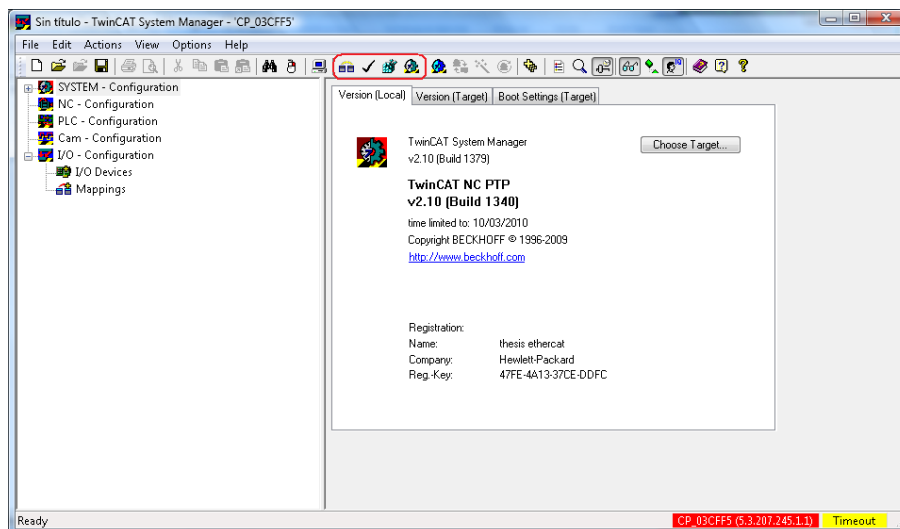 Sin título - TwinCAT System Manager - 'CP_03CFF5'
File Edit Actions View Options Help
SYSTEM - Configuration
NC - Configuration
PLC - Configuration
Cam - Configuration
I/O - Configuration
I/O Devices
Mappings
Version (Local) Version (Target) Boot Settings (Target)
TwinCAT System Manager
v2.10 (Build 1379)
Choose Target...
TwinCAT NC PTP
v2.10 (Build 1340)
time limited to: 10/03/2010
Copyright BECKHOFF © 1996-2009
http://www.beckhoff.com
Registration:
Name: thesis ethercat
Company: Hewlett-Packard
Reg.-Key: 47FE-4A13-37CE-DDFC
Ready CP_03CFF5 (5.3.207.245.1.1) Timeout